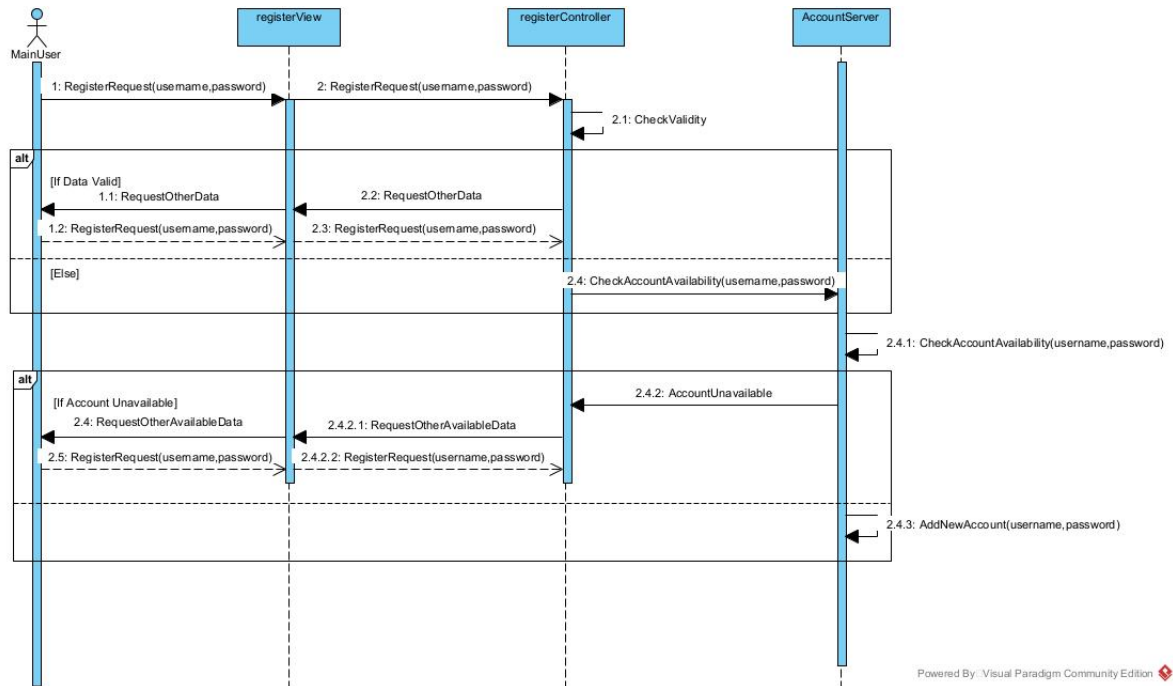 registerView
registerController
AccountServer
MainUser
1: RegisterRequest(username,password)
2: RegisterRequest(username,password)
2.1: CheckValidity
alt
[If Data Valid]
1.1: RequestOtherData
2.2: RequestOtherData
1.2: RegisterRequest(username,password)
2.3: RegisterRequest(username,password)
[Else]
2.4: CheckAccountAvailability(username,password)
2.4.1: CheckAccountAvailability(username,password)
alt
[If Account Unavailable]
2.4.2: AccountUnavailable
2.4: RequestOtherAvailableData
2.4.2.1: RequestOtherAvailableData
2.5: RegisterRequest(username,password)
2.4.2.2: RegisterRequest(username,password)
2.4.3: AddNewAccount(username,password)
Powered By Visual Paradigm Community Edition